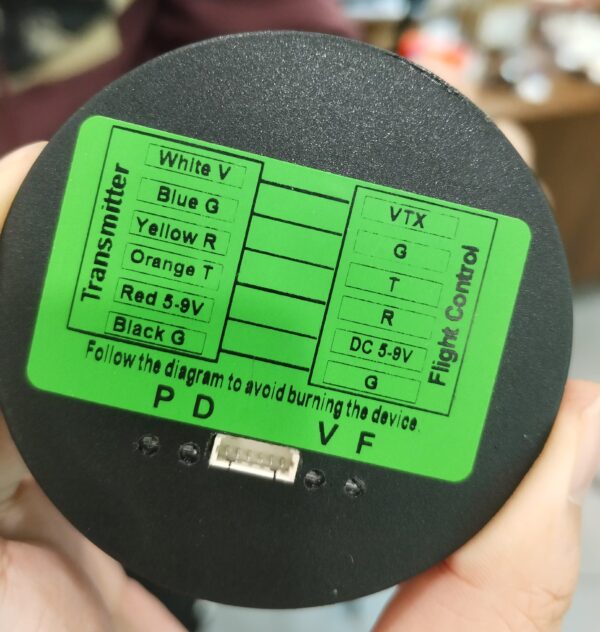 Transmitter
White V
Blue G
Yellow R
Orange T
Red 5-9V
Black G
VTX
G
T
R
DC 5-9V
G
Flight Control
Follow the diagram to avoid burning the device.
P D
V F